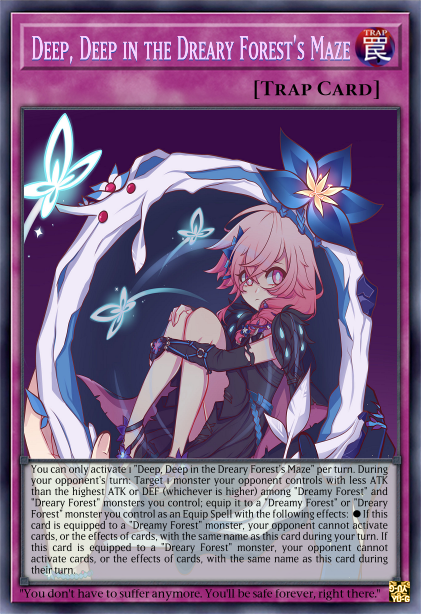 Deep, Deep in the Dreary Forest's Maze
TRAP
罠
[Trap Card]
You can only activate 1 "Deep, Deep in the Dreary Forest's Maze" per turn. During
your opponent's turn: Target 1 monster your opponent controls with less ATK
than the highest ATK or DEF (whichever is higher) among "Dreamy Forest" and
"Dreary Forest" monsters you control; equip it to a "Dreamy Forest" or "Dreary
Forest" monster you control as an Equip Spell with the following effects: ● If this
card is equipped to a "Dreamy Forest" monster, your opponent cannot activate
cards, or the effects of cards, with the same name as this card during your turn. If
this card is equipped to a "Dreary Forest" monster, your opponent cannot activate
cards, or the effects of cards, with the same name as this card during
their turn.
"You don't have to suffer anymore. You'll be safe forever, right there."